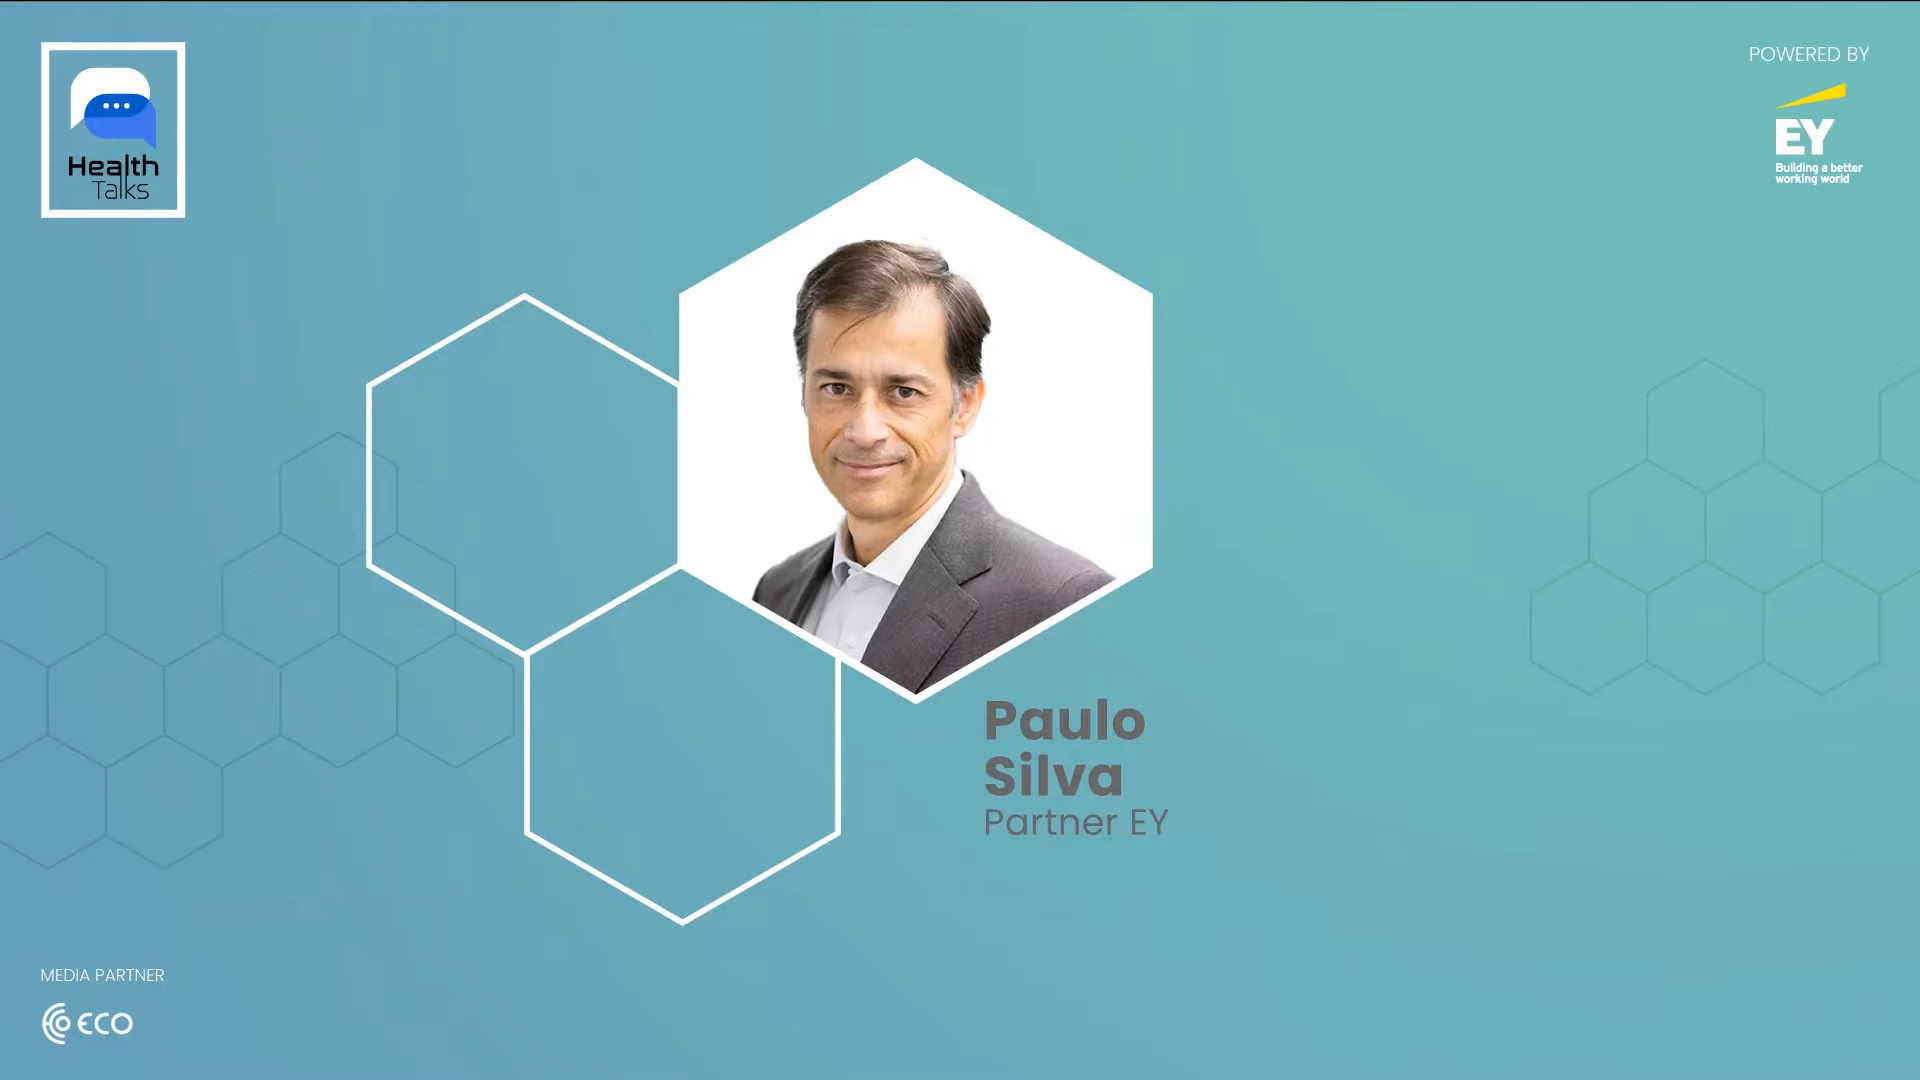 Health
Talks
POWERED BY
EY
Building a better
working world
Paulo
Silva
Partner EY
MEDIA PARTNER
ECO